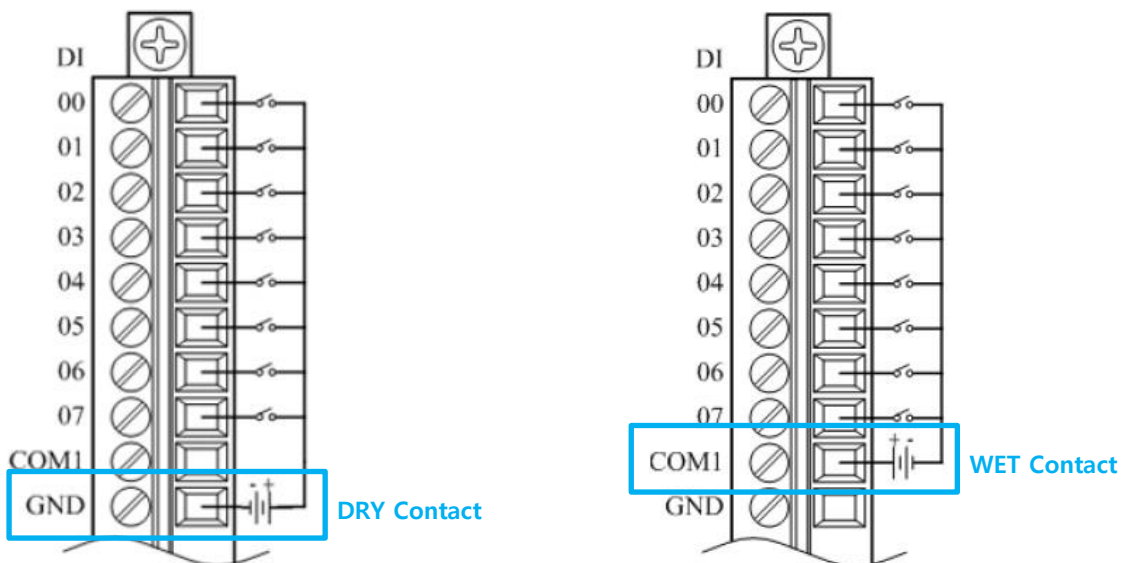 DI
00
01
02
03
04
05
06
07
COM1
GND
- +
DRY Contact
DI
00
01
02
03
04
05
06
07
+ -
COM1
WET Contact
GND